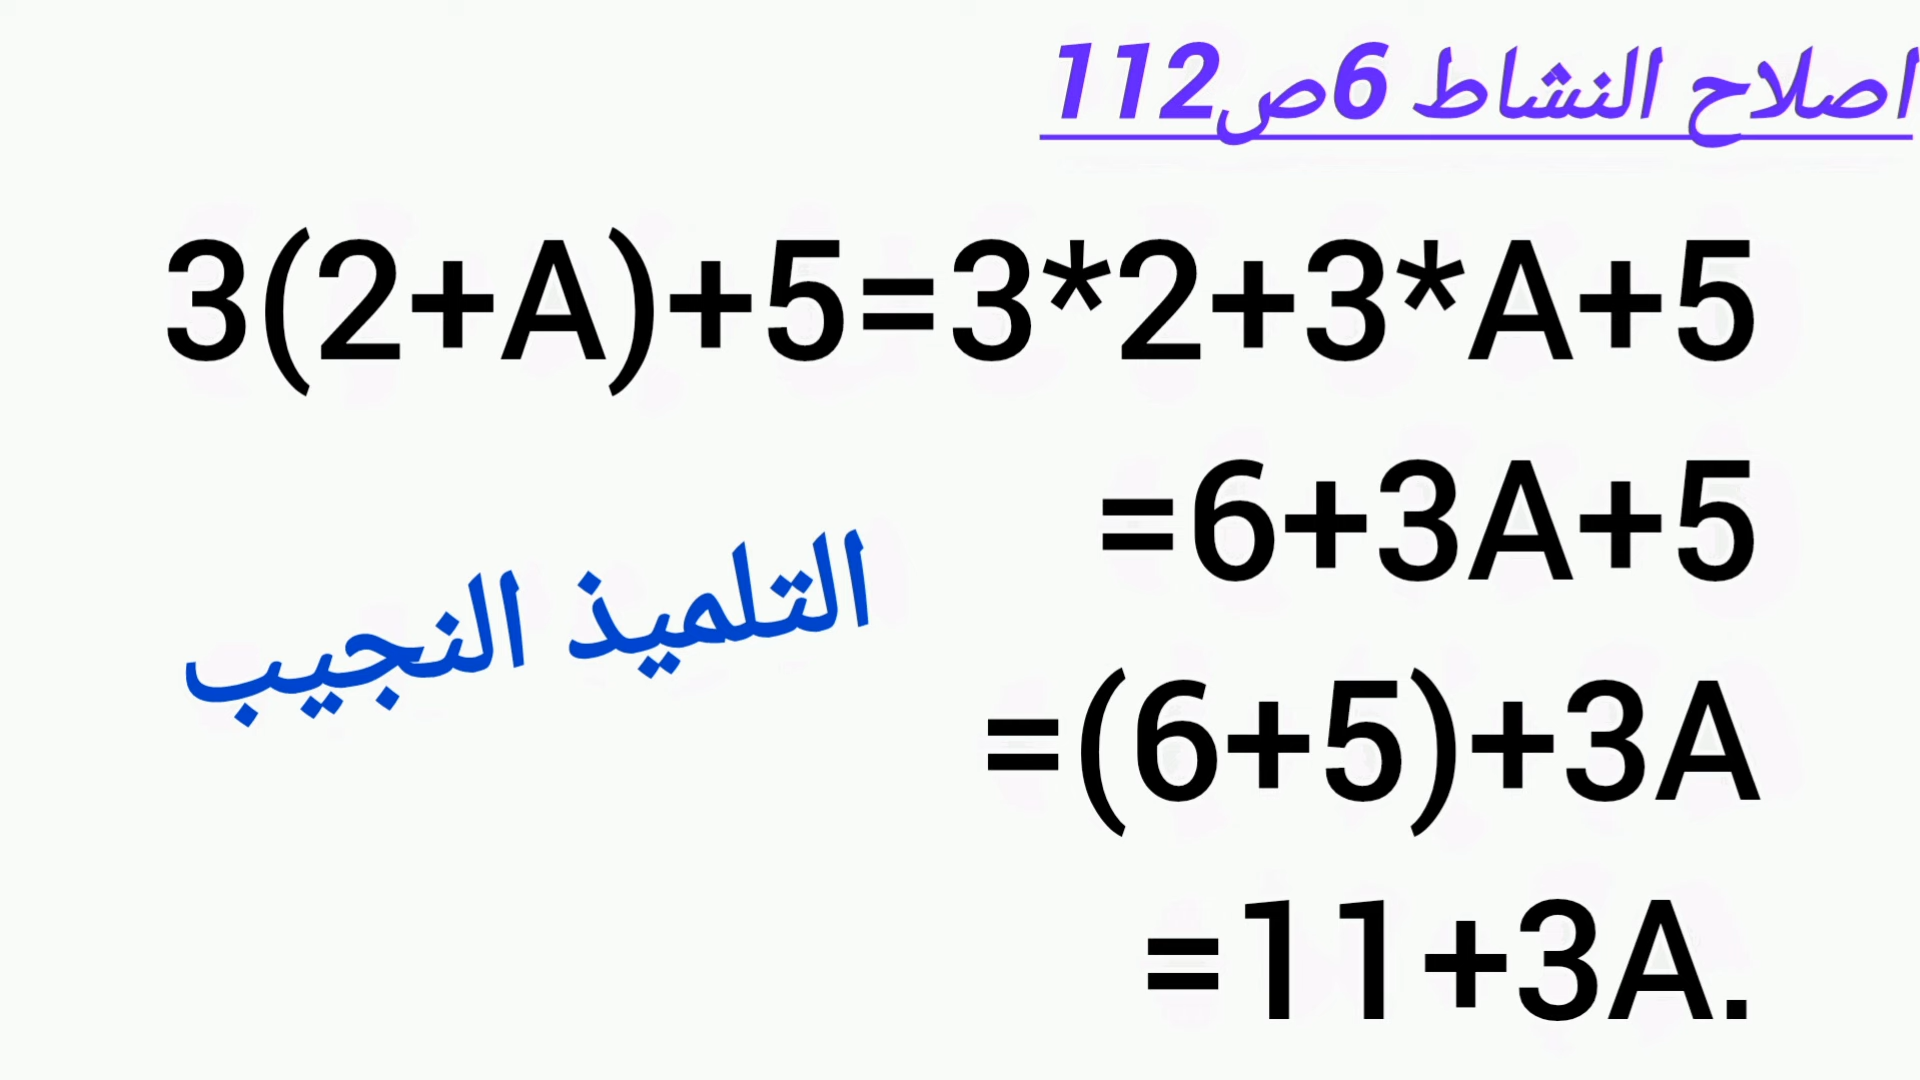 اصلاح النشاط 6ص112
3(2+A)+5=3*2+3*A+5
=6+3A+5
التلميذ النجيب
=(6+5)+3A
=11+3A.